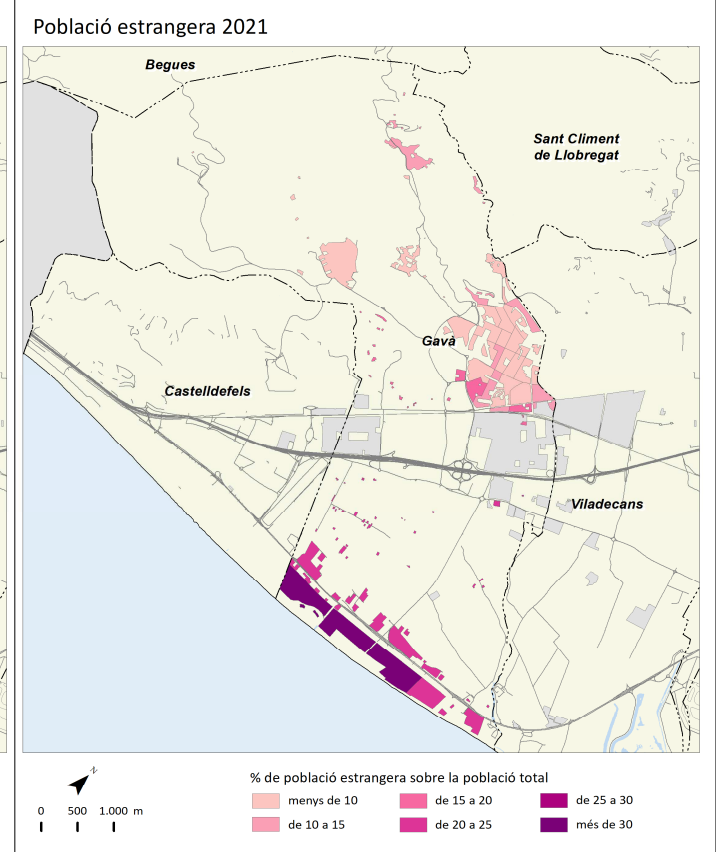 Població estrangera 2021
Begues
Sant Climent
de Llobregat
Gavà
Castelldefels
Viladecans
N
0 500 1.000 m
% de població estrangera sobre la població total
menys de 10
de 15 a 20
de 25 a 30
de 10 a 15
de 20 a 25
més de 30